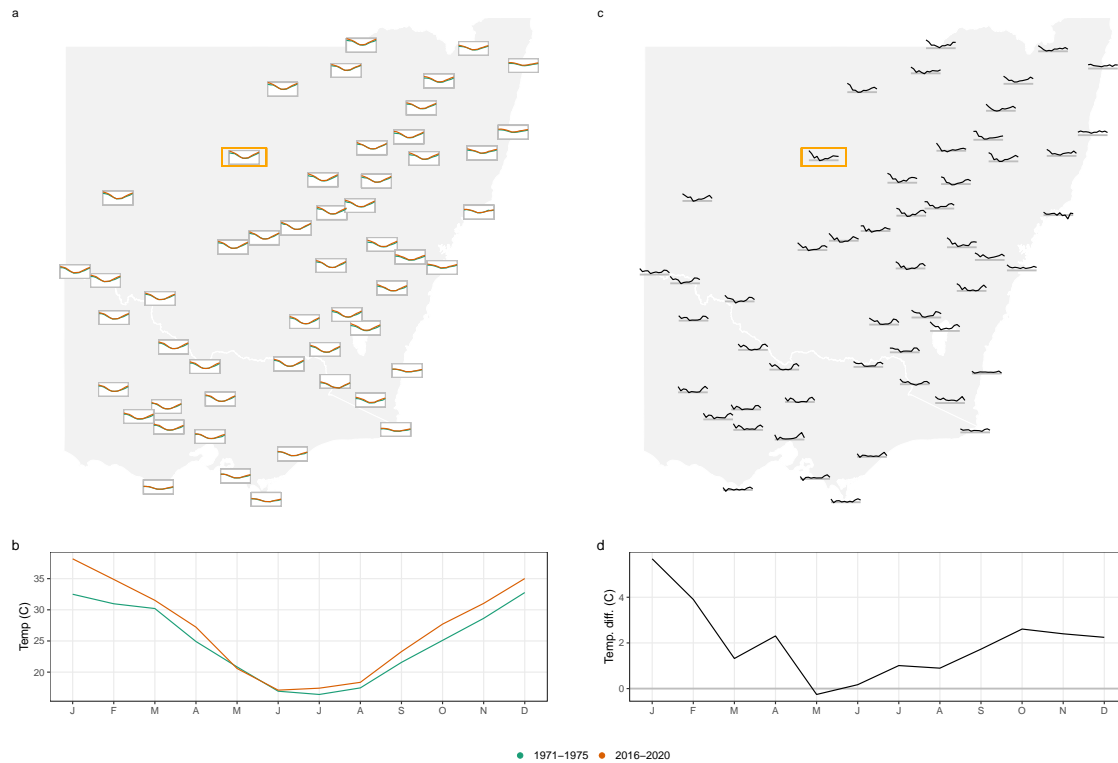 a
c
b
d
Temp (C)
35
30
25
20
J F M A M J J A S O N D
Temp. diff. (C)
4
2
0
J F M A M J J A S O N D
1971–1975 2016–2020